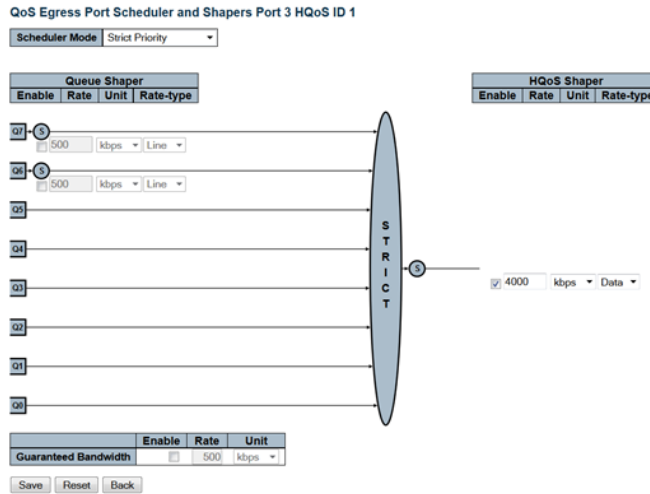 QoS Egress Port Scheduler and Shapers Port 3 HQoS ID 1
Scheduler Mode Strict Priority
Queue Shaper HQoS Shaper
Enable Rate Unit Rate-type Enable Rate Unit Rate-type
Q7 S
500 kbps Line
Q6 S
500 kbps Line
Q5
Q4
Q3
Q2
Q1
Q0
STRICT
S
4000 kbps Data
Enable Rate Unit
Guaranteed Bandwidth 500 kbps
Save Reset Back